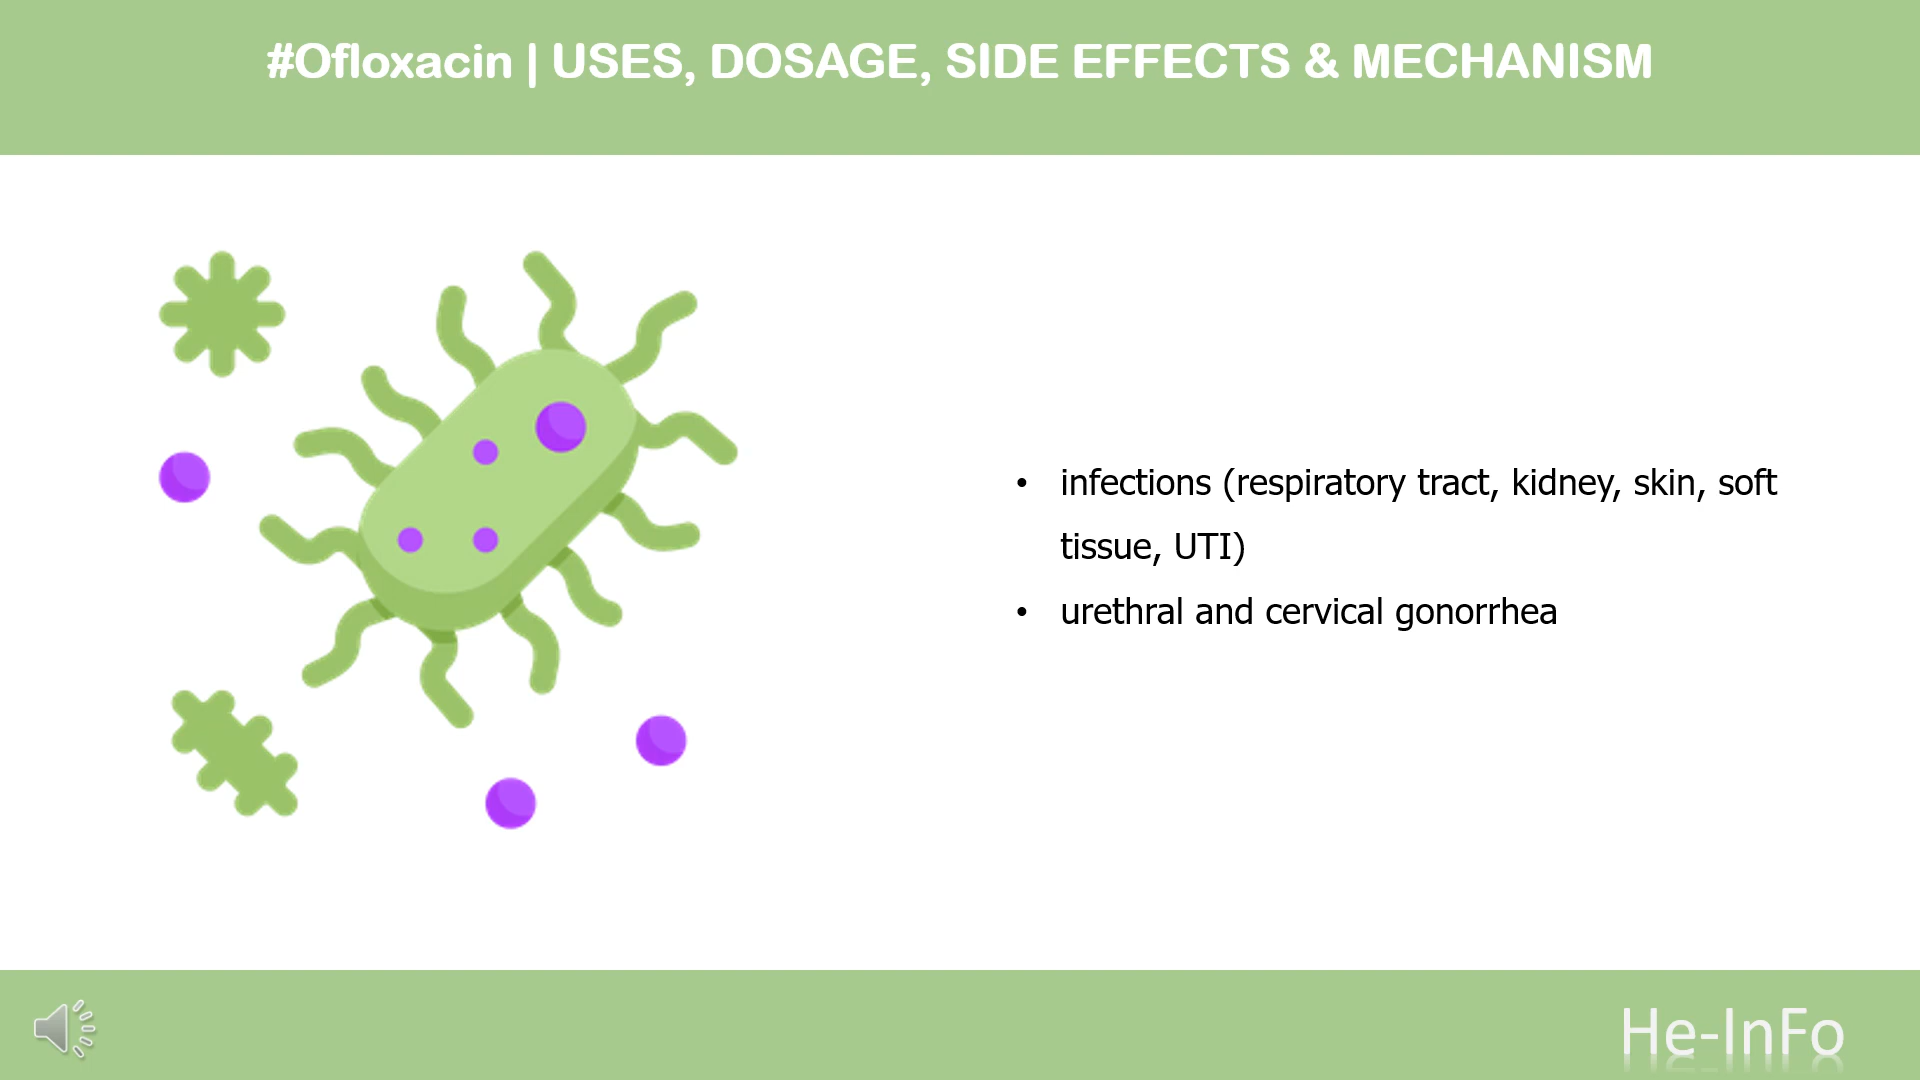 #Ofloxacin | USES, DOSAGE, SIDE EFFECTS & MECHANISM
• infections (respiratory tract, kidney, skin, soft
tissue, UTI)
• urethral and cervical gonorrhea
He-InFo